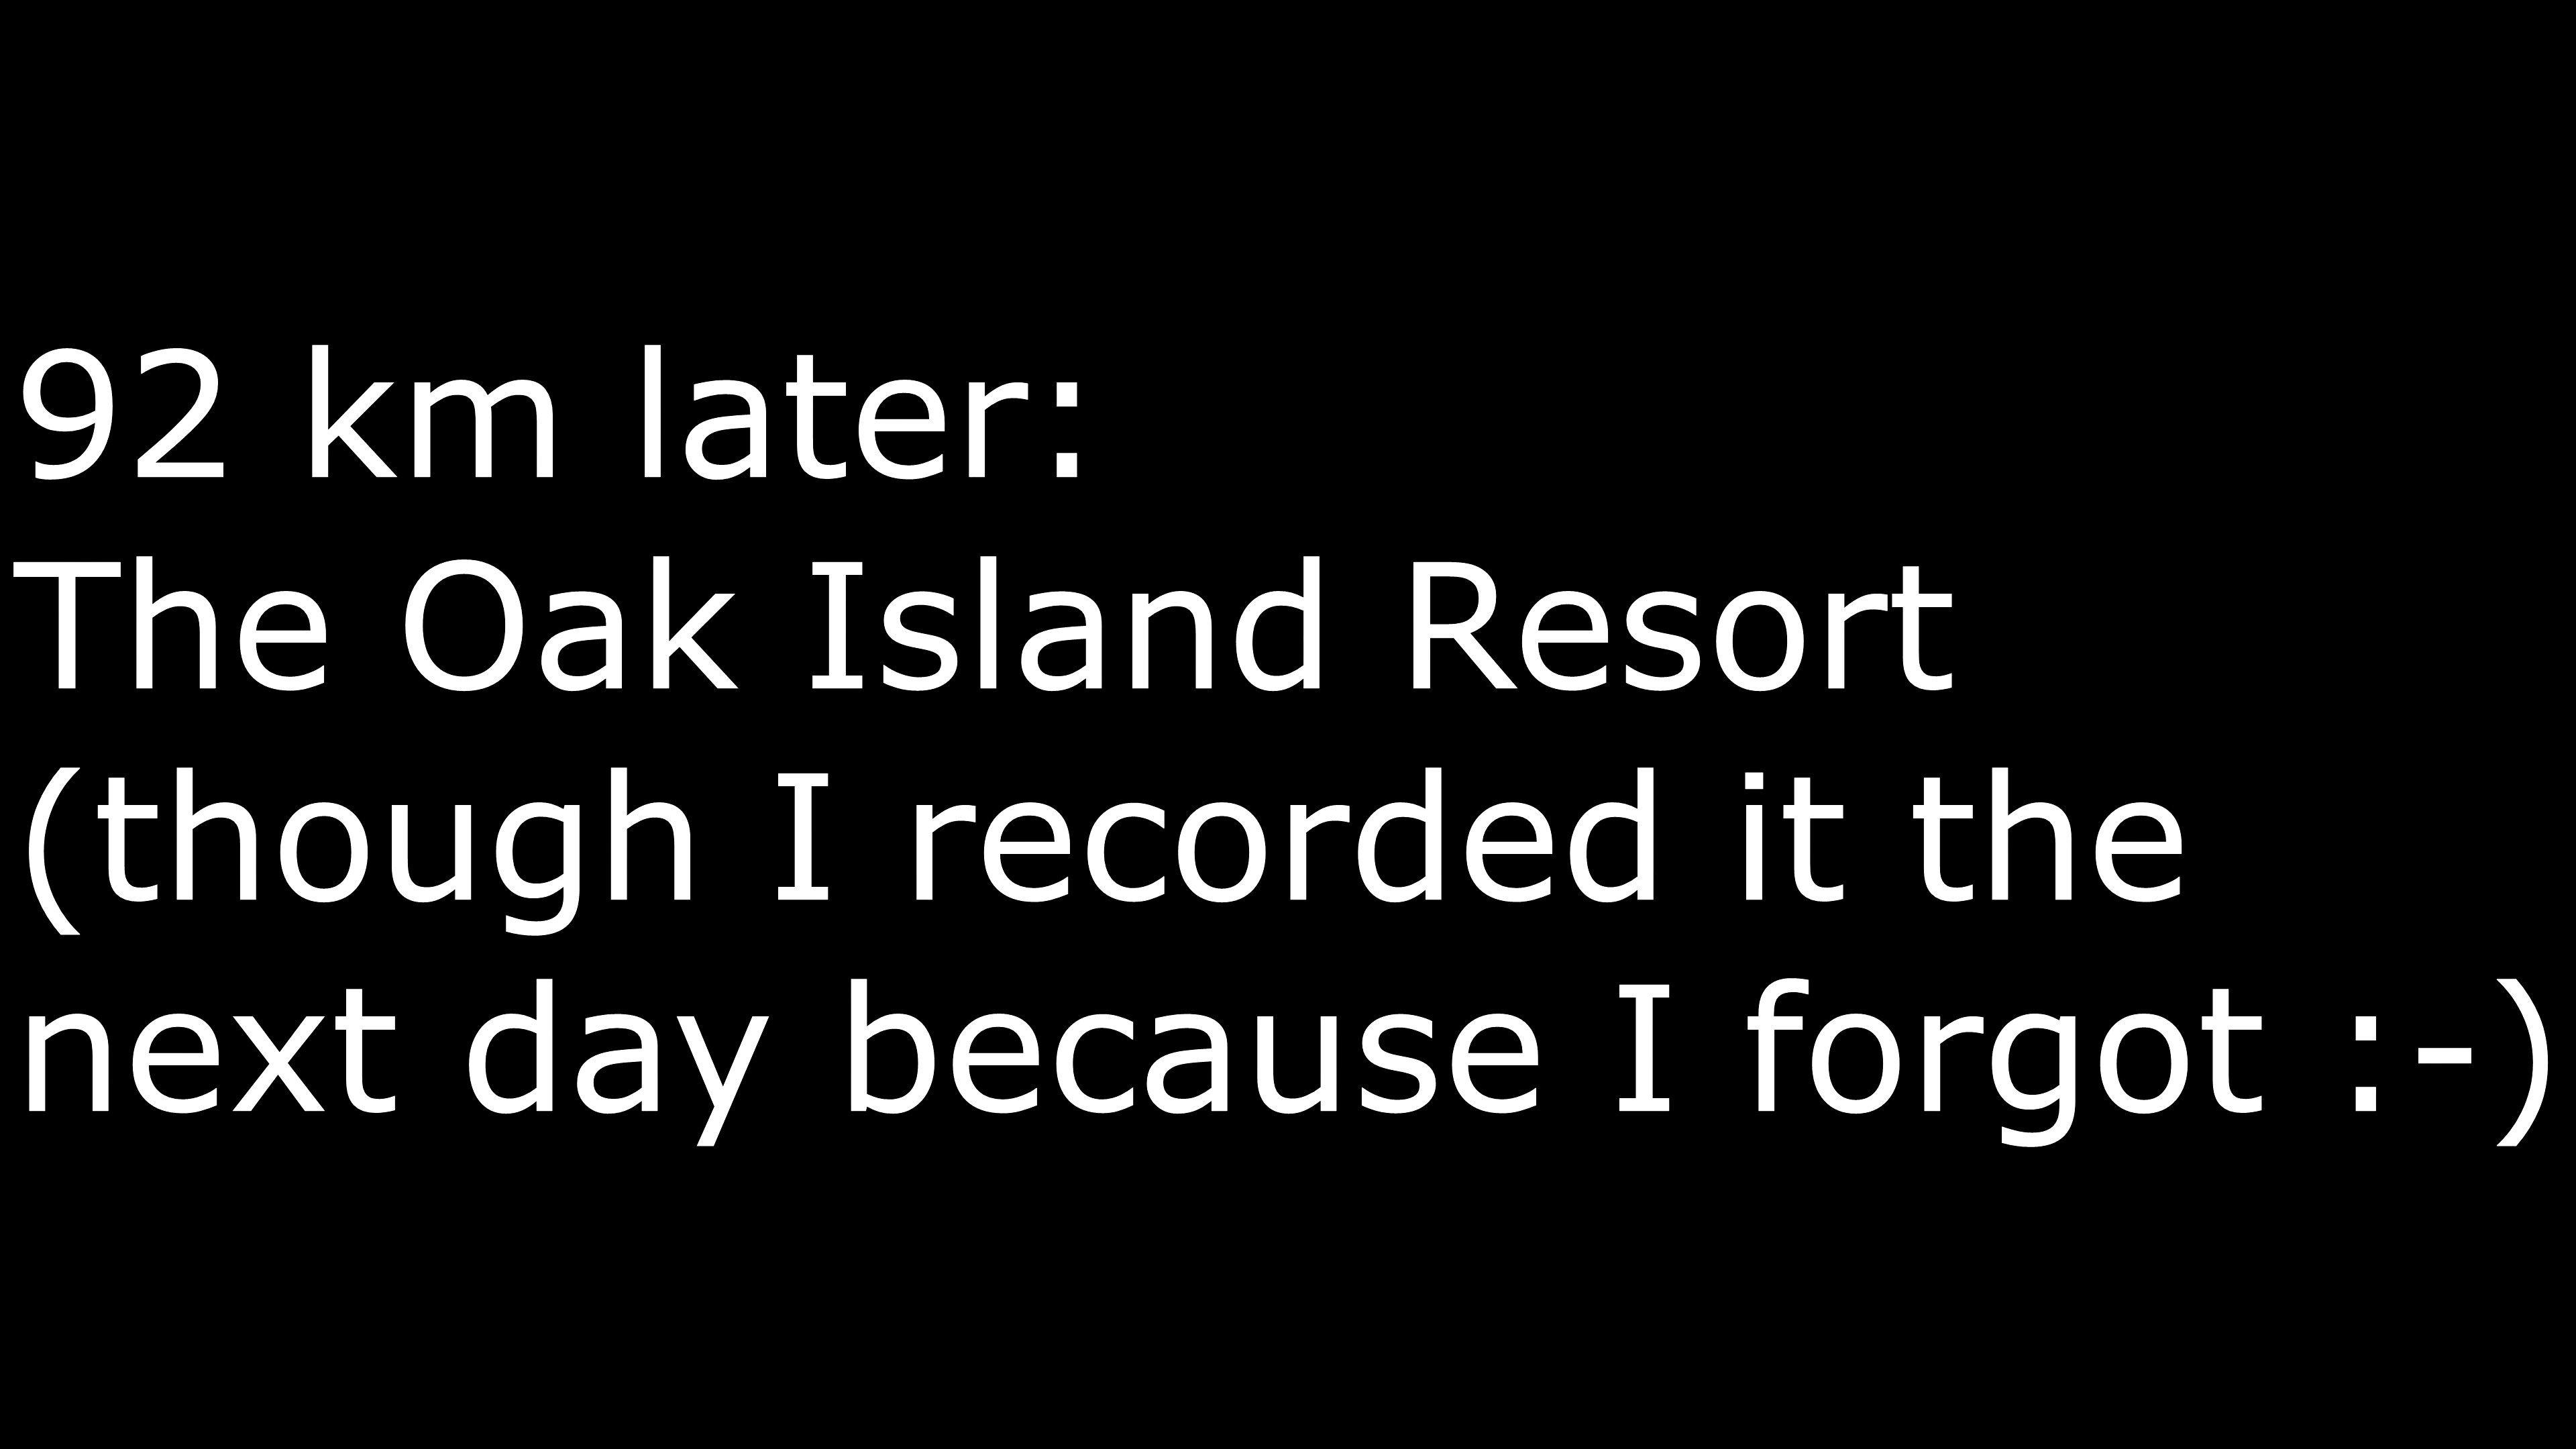 92 km later:
The Oak Island Resort
(though I recorded it the
next day because I forgot :-)